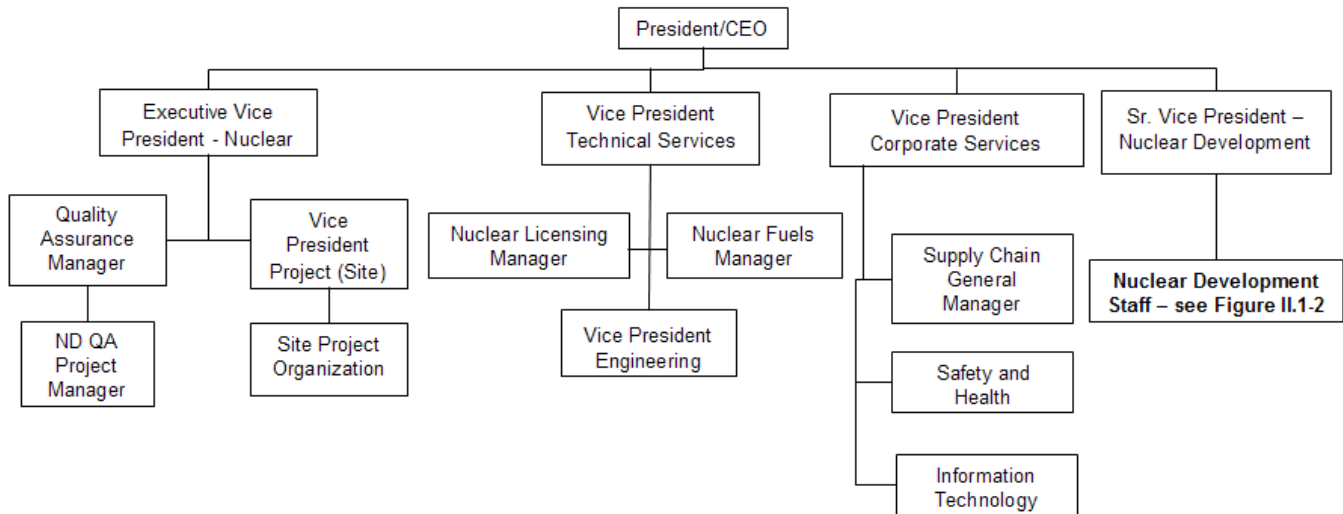 President/CEO
Executive Vice
President - Nuclear
Vice President
Technical Services
Vice President
Corporate Services
Sr. Vice President –
Nuclear Development
Quality
Assurance
Manager
Vice
President
Project (Site)
Nuclear Licensing
Manager
Nuclear Fuels
Manager
Supply Chain
General
Manager
Nuclear Development
Staff – see Figure II.1-2
ND QA
Project
Manager
Site Project
Organization
Vice President
Engineering
Safety and
Health
Information
Technology